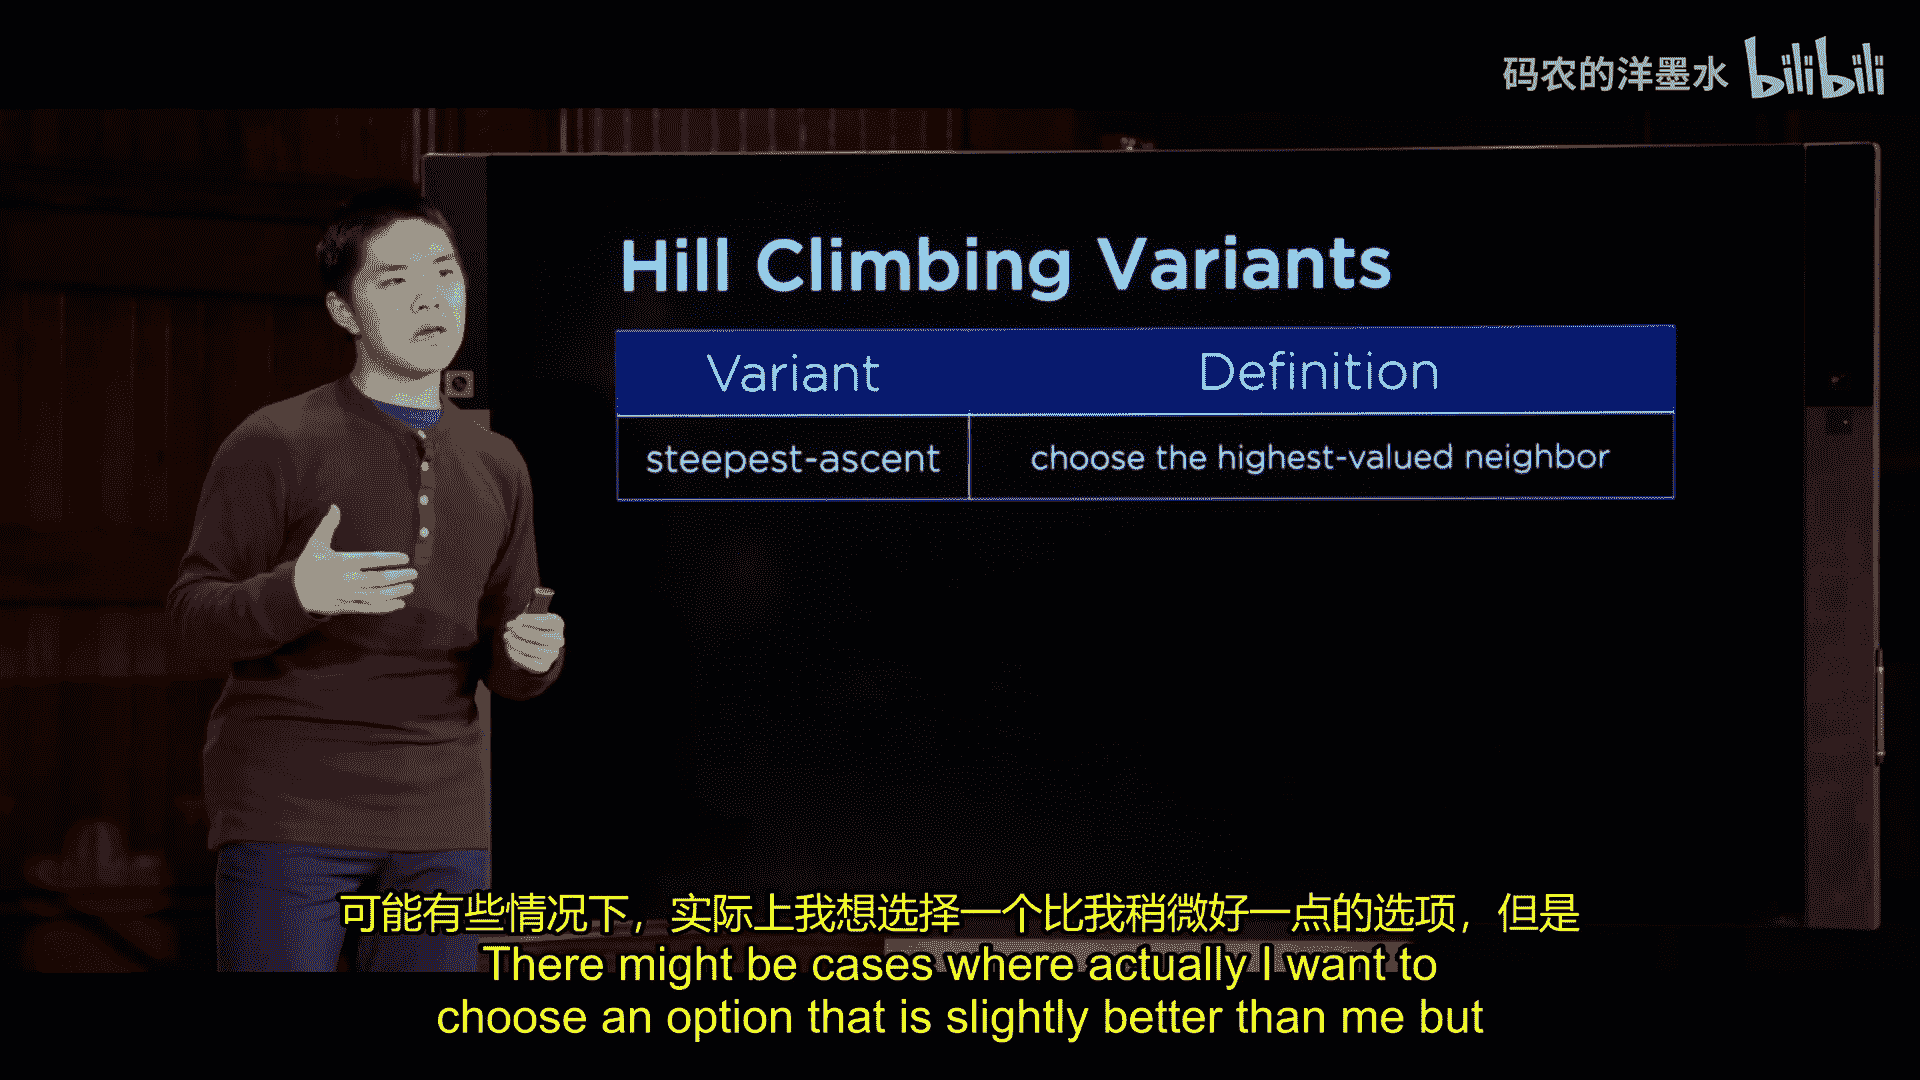 码农的洋墨水 bilibili
Hill Climbing Variants
Variant Definition
steepest-ascent choose the highest-valued neighbor
可能有些情况下，实际上我想选择一个比我稍微好一点的选项，但是
There might be cases where actually I want to
choose an option that is slightly better than me but